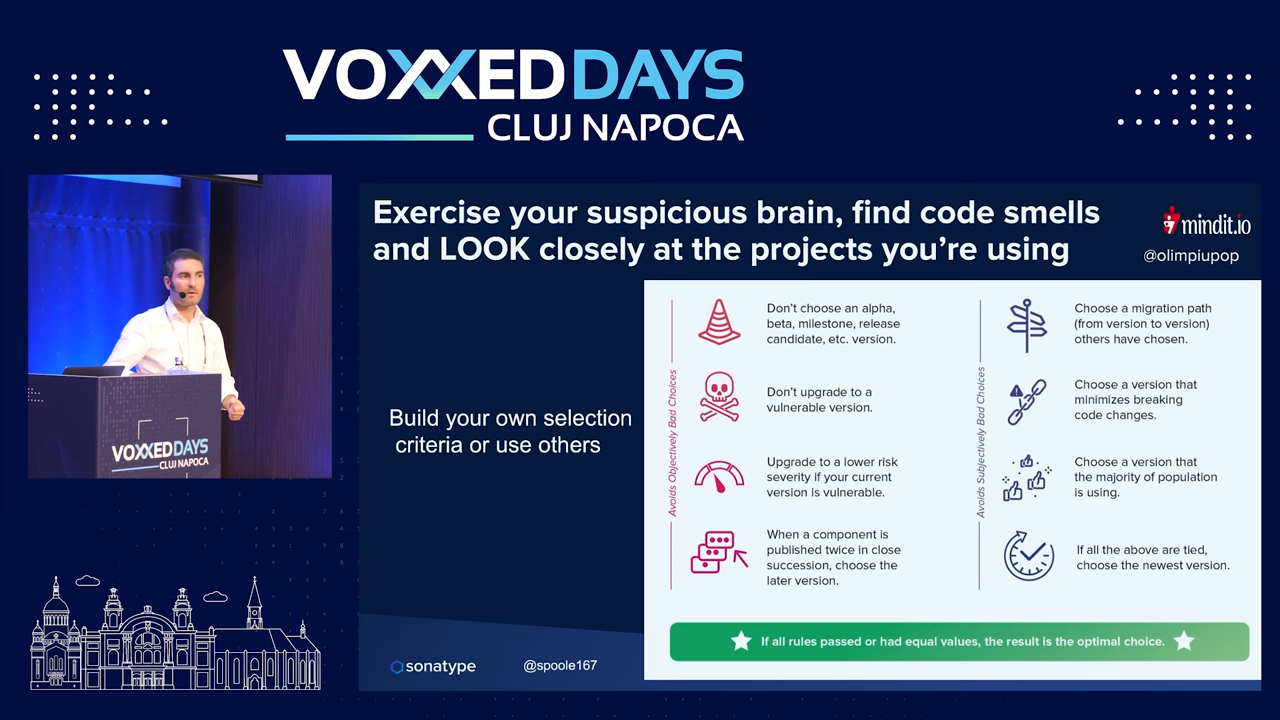 VOXXED DAYS
CLUJ NAPOCA
Exercise your suspicious brain, find code smells
and LOOK closely at the projects you’re using
mindit.io
@olimpiupop
Build your own selection
criteria or use others
Avoids Objectively Bad Choices
Don’t choose an alpha,
beta, milestone, release
candidate, etc. version.
Don’t upgrade to a
vulnerable version.
Upgrade to a lower risk
severity if your current
version is vulnerable.
When a component is
published twice in close
succession, choose the
later version.
Avoids Subjectively Bad Choices
Choose a migration path
(from version to version)
others have chosen.
Choose a version that
minimizes breaking
code changes.
Choose a version that
the majority of population
is using.
If all the above are tied,
choose the newest version.
If all rules passed or had equal values, the result is the optimal choice.
sonatype
@spoole167
VOXXED DAYS
CLUJ NAPOCA